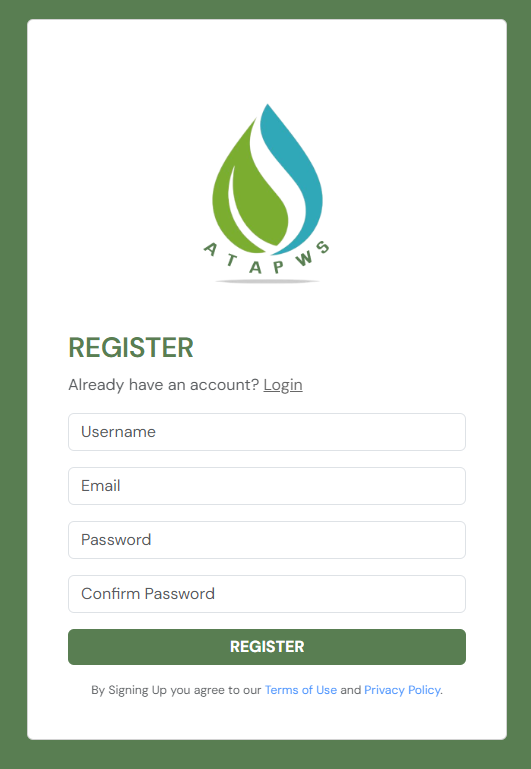 ATAPWS
REGISTER
Already have an account? Login
Username
Email
Password
Confirm Password
REGISTER
By Signing Up you agree to our Terms of Use and Privacy Policy.